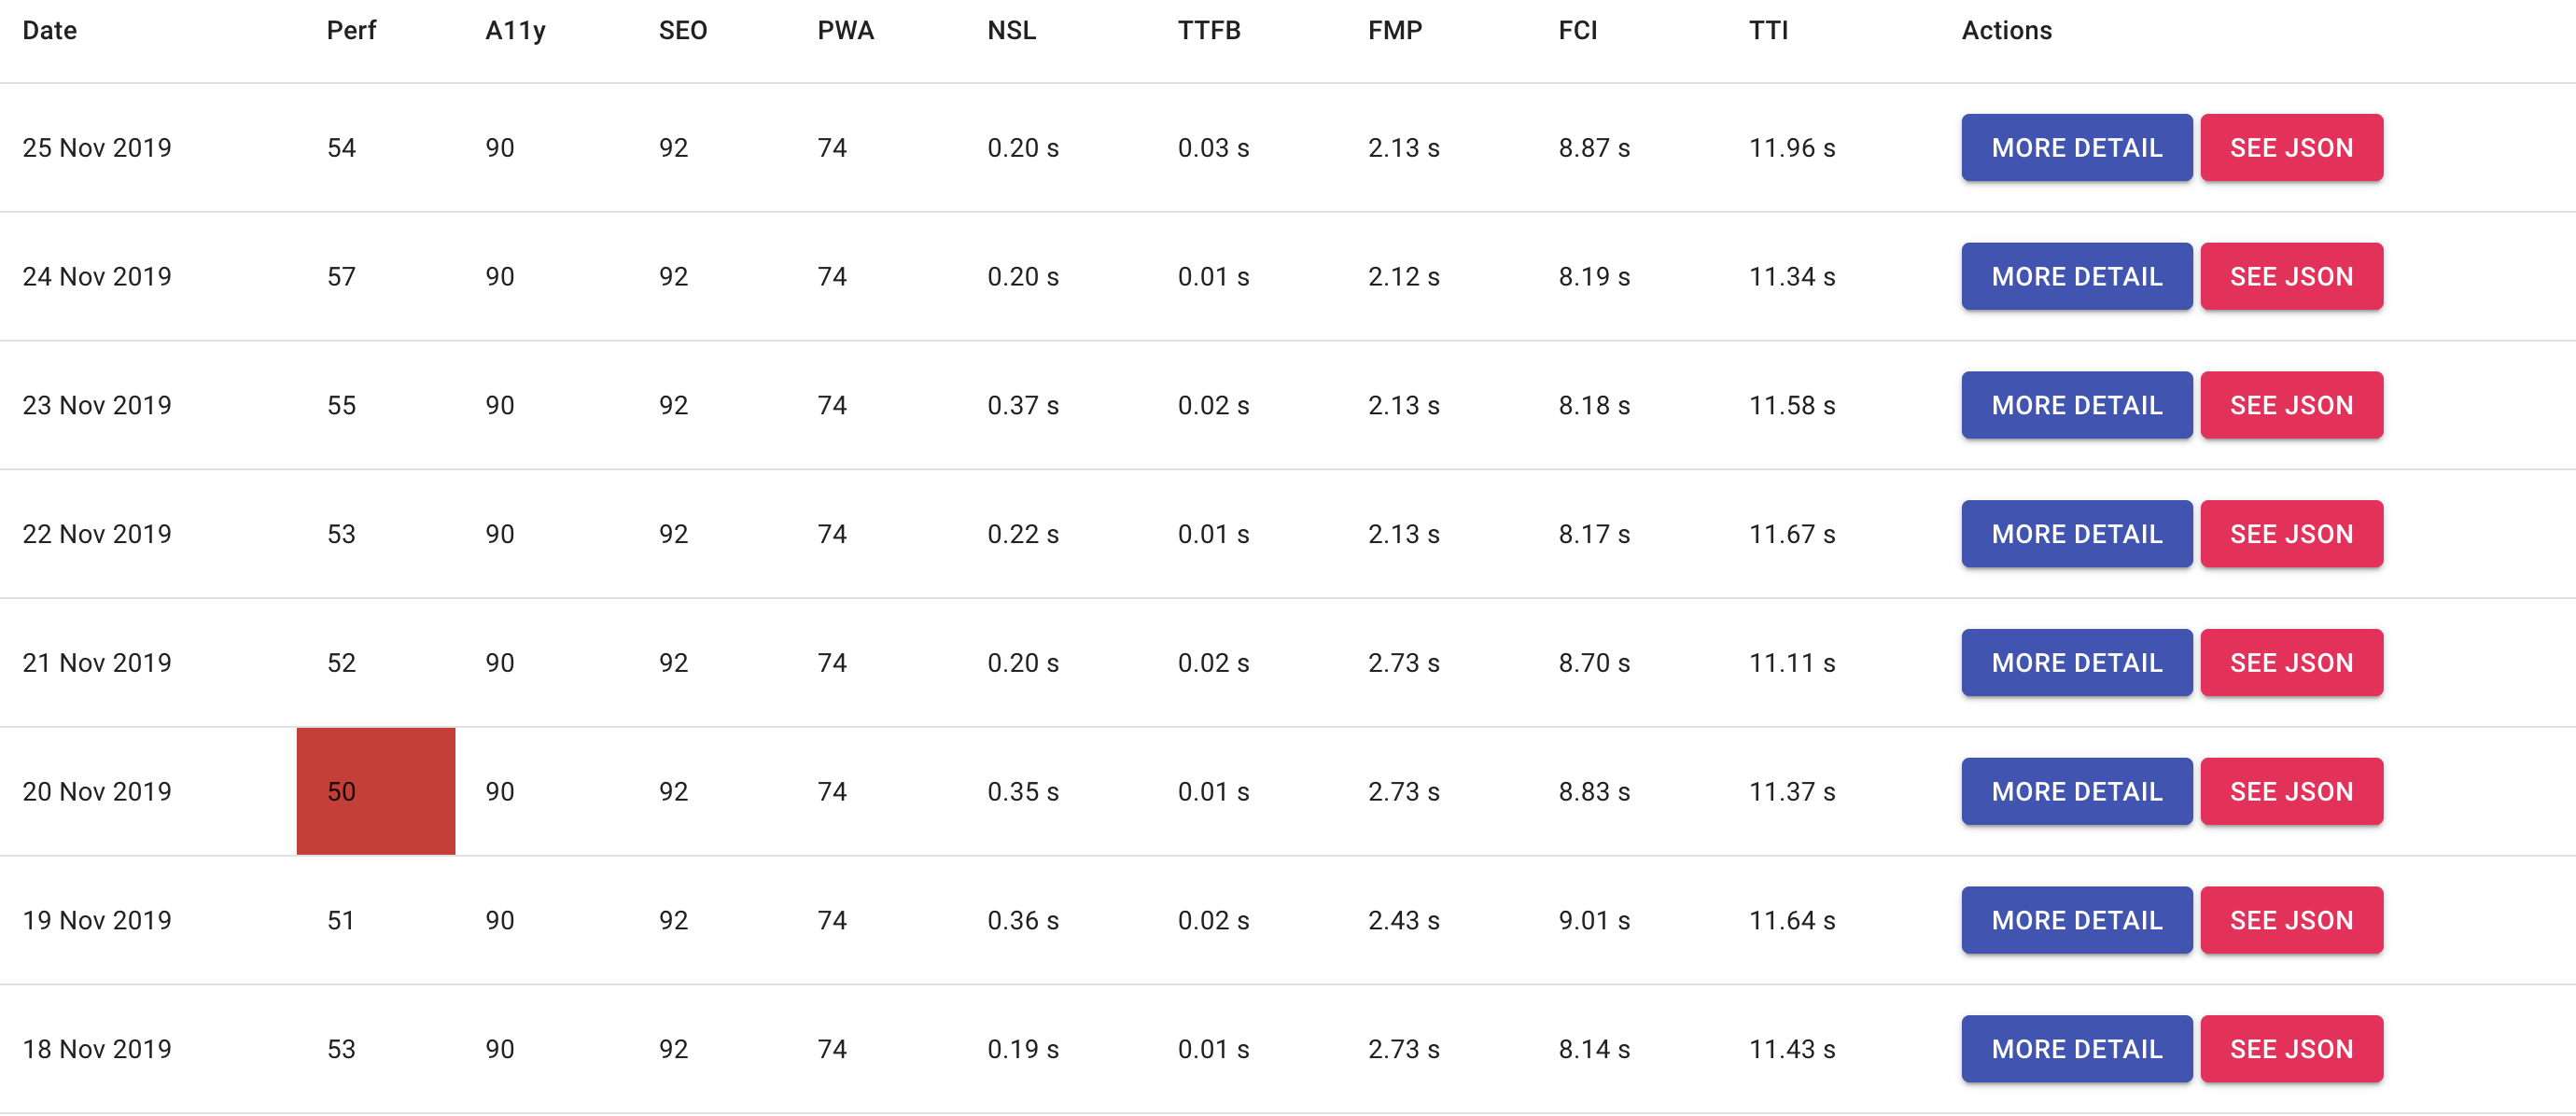 Date Perf A11y SEO PWA NSL TTFB FMP FCI TTI Actions
25 Nov 2019 54 90 92 74 0.20 s 0.03 s 2.13 s 8.87 s 11.96 s MORE DETAIL SEE JSON
24 Nov 2019 57 90 92 74 0.20 s 0.01 s 2.12 s 8.19 s 11.34 s MORE DETAIL SEE JSON
23 Nov 2019 55 90 92 74 0.37 s 0.02 s 2.13 s 8.18 s 11.58 s MORE DETAIL SEE JSON
22 Nov 2019 53 90 92 74 0.22 s 0.01 s 2.13 s 8.17 s 11.67 s MORE DETAIL SEE JSON
21 Nov 2019 52 90 92 74 0.20 s 0.02 s 2.73 s 8.70 s 11.11 s MORE DETAIL SEE JSON
20 Nov 2019 50 90 92 74 0.35 s 0.01 s 2.73 s 8.83 s 11.37 s MORE DETAIL SEE JSON
19 Nov 2019 51 90 92 74 0.36 s 0.02 s 2.43 s 9.01 s 11.64 s MORE DETAIL SEE JSON
18 Nov 2019 53 90 92 74 0.19 s 0.01 s 2.73 s 8.14 s 11.43 s MORE DETAIL SEE JSON